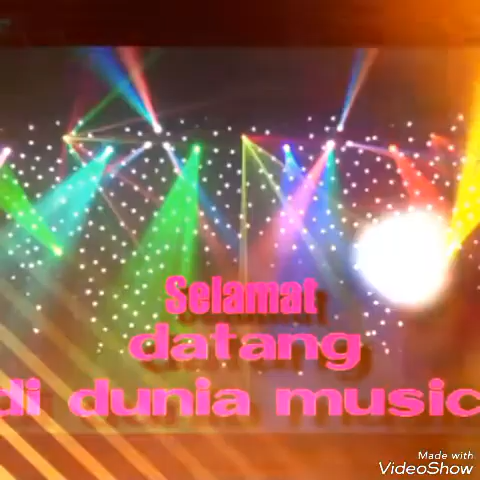 Selamat
datang
di dunia music
Made with
VideoShow